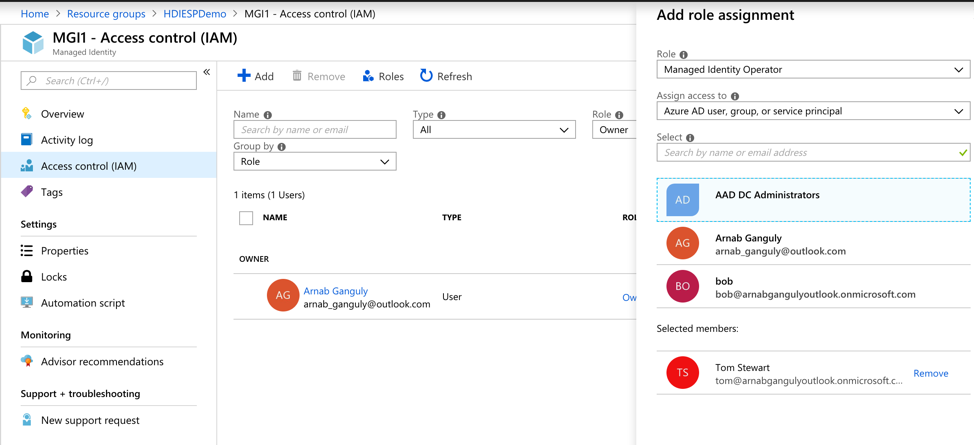 Home > Resource groups > HDIESPDemo > MGI1 - Access control (IAM)
MGI1 - Access control (IAM)
Managed Identity
Search (Ctrl+/)
«
Overview
Activity log
Access control (IAM)
Tags
Settings
Properties
Locks
Automation script
Monitoring
Advisor recommendations
Support + troubleshooting
New support request
Add Remove Roles Refresh
Name Type Role
Search by name or email All Owner
Group by
Role
1 items (1 Users)
NAME TYPE ROL
OWNER
AG Arnab Ganguly User Ow
arnab_ganguly@outlook.com
Add role assignment
Role
Managed Identity Operator
Assign access to
Azure AD user, group, or service principal
Select
Search by name or email address
AD AAD DC Administrators
AG Arnab Ganguly
arnab_ganguly@outlook.com
BO bob
bob@arnabgangulyoutlook.onmicrosoft.com
Selected members:
TS Tom Stewart Remove
tom@arnabgangulyoutlook.onmicrosoft.c...